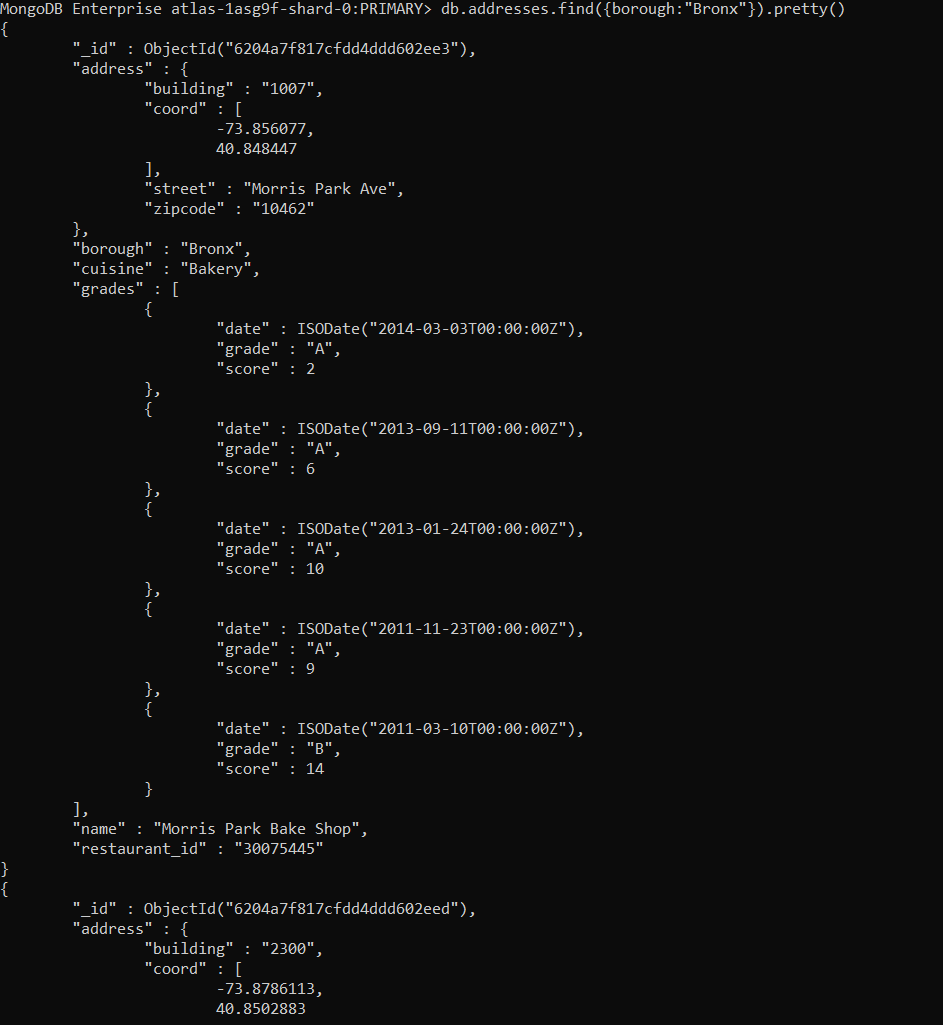 MongoDB Enterprise atlas-1asg9f-shard-0:PRIMARY> db.addresses.find({borough:"Bronx"}).pretty()
{
        "_id" : ObjectId("6204a7f817cfdd4ddd602ee3"),
        "address" : {
                "building" : "1007",
                "coord" : [
                        -73.856077,
                        40.848447
                ],
                "street" : "Morris Park Ave",
                "zipcode" : "10462"
        },
        "borough" : "Bronx",
        "cuisine" : "Bakery",
        "grades" : [
                {
                        "date" : ISODate("2014-03-03T00:00:00Z"),
                        "grade" : "A",
                        "score" : 2
                },
                {
                        "date" : ISODate("2013-09-11T00:00:00Z"),
                        "grade" : "A",
                        "score" : 6
                },
                {
                        "date" : ISODate("2013-01-24T00:00:00Z"),
                        "grade" : "A",
                        "score" : 10
                },
                {
                        "date" : ISODate("2011-11-23T00:00:00Z"),
                        "grade" : "A",
                        "score" : 9
                },
                {
                        "date" : ISODate("2011-03-10T00:00:00Z"),
                        "grade" : "B",
                        "score" : 14
                }
        ],
        "name" : "Morris Park Bake Shop",
        "restaurant_id" : "30075445"
}
{
        "_id" : ObjectId("6204a7f817cfdd4ddd602eed"),
        "address" : {
                "building" : "2300",
                "coord" : [
                        -73.8786113,
                        40.8502883